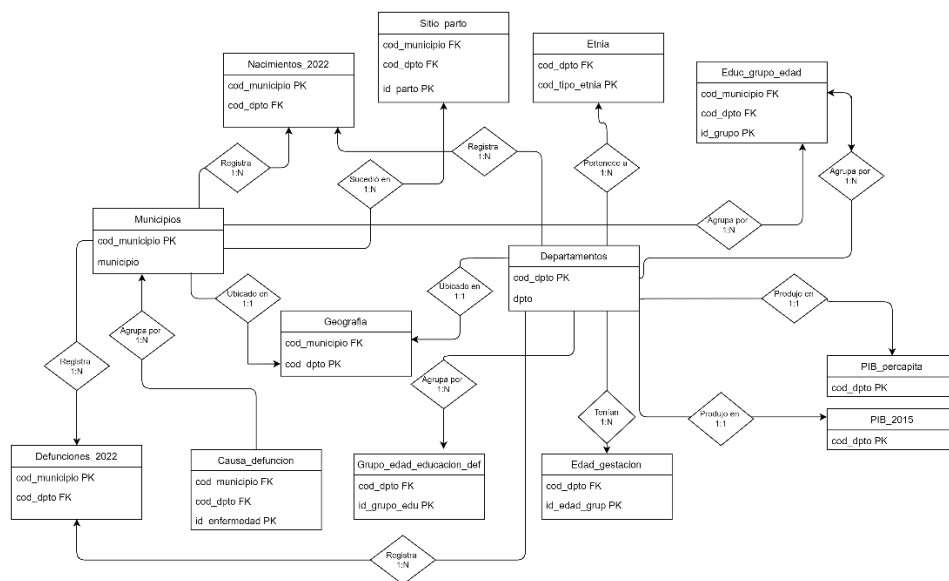 Sitio_parto
cod_municipio FK
cod_dpto FK
id_parto PK
Etnia
cod_dpto FK
cod_tipo_etnia PK
Nacimientos_2022
cod_municipio PK
cod_dpto FK
Educ_grupo_edad
cod_municipio FK
cod_dpto FK
id_grupo PK
Registra
1:N
Sucedió en
1:N
Registra
1:N
Pertenece a
1:N
Agrupa por
1:N
Municipios
cod_municipio PK
municipio
Agrupa por
1:N
Departamentos
cod_dpto PK
dpto
Ubicado en
1:1
Ubicado en
1:1
Produjo en
1:1
Geografia
cod_municipio FK
cod_dpto PK
Agrupa por
1:N
Registra
1:N
Agrupa por
1:N
PIB_percapita
cod_dpto PK
Tenían
1:N
Produjo en
1:1
PIB_2015
cod_dpto PK
Defunciones_2022
cod_municipio PK
cod_dpto FK
Causa_defuncion
cod_municipio FK
cod_dpto FK
id_enfermedad PK
Grupo_edad_educacion_def
cod_dpto FK
id_grupo_edu PK
Edad_gestacion
cod_dpto FK
id_edad_grup PK
Registra
1:N